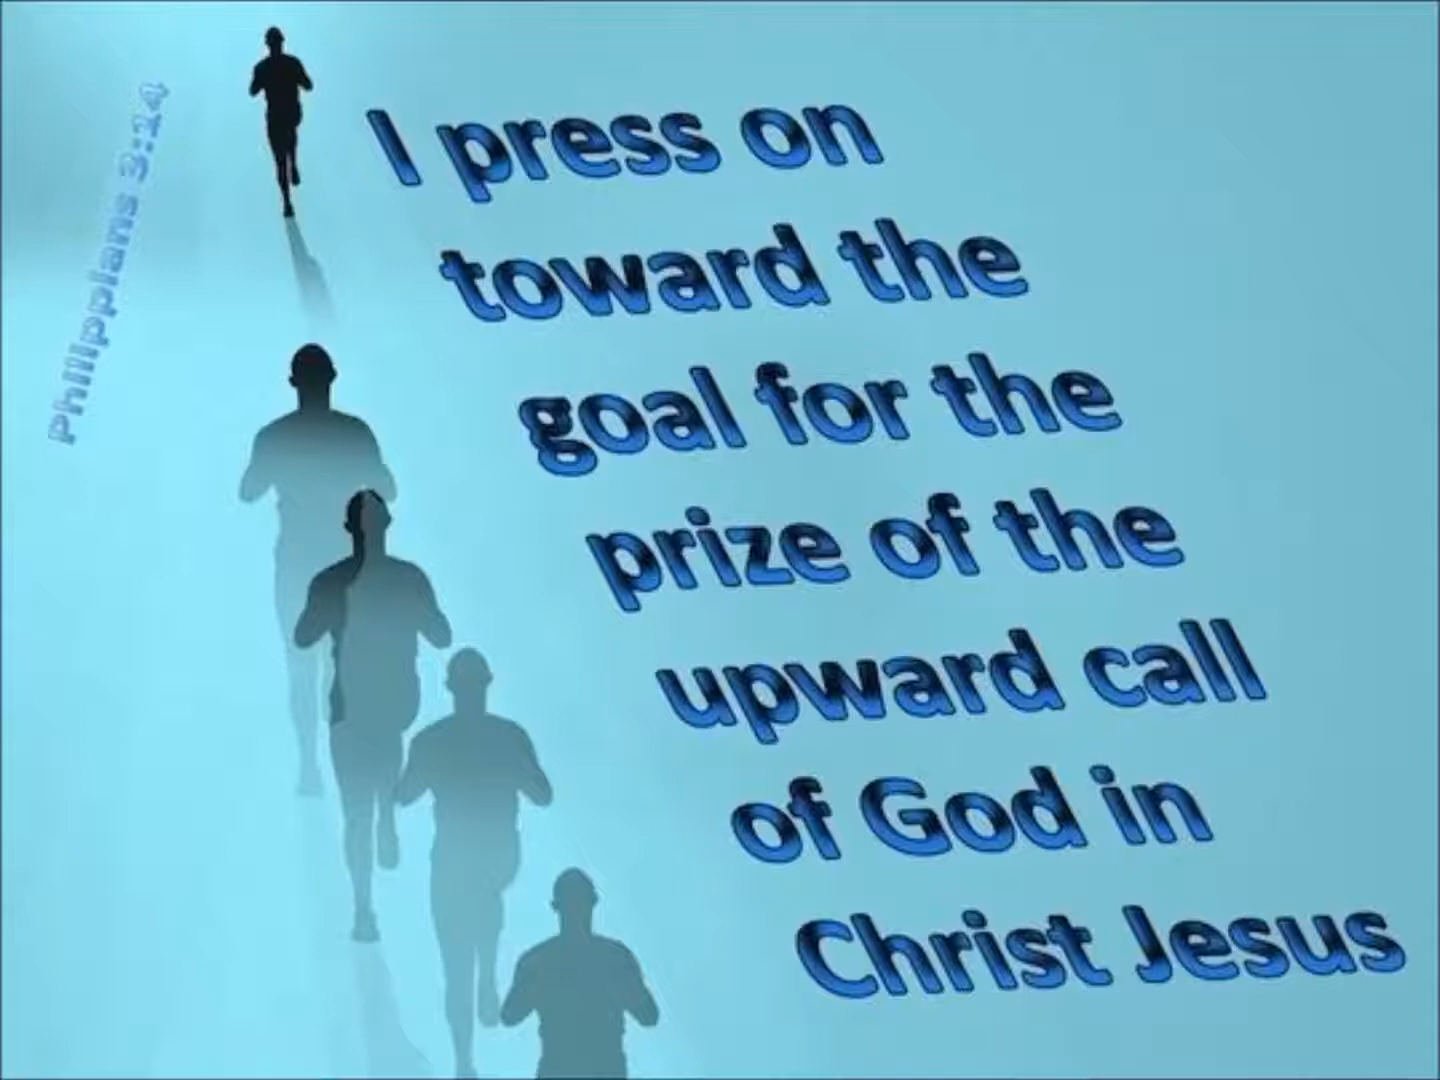 Philippians 3:14
I press on
toward the
goal for the
prize of the
upward call
of God in
Christ Jesus